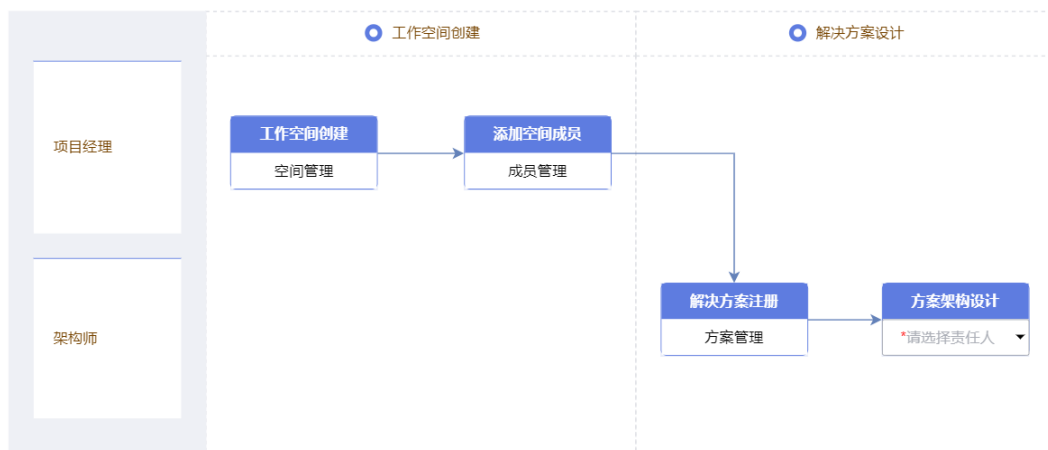 工作空间创建
解决方案设计
项目经理
工作空间创建
空间管理
添加空间成员
成员管理
架构师
解决方案注册
方案管理
方案架构设计
*请选择责任人